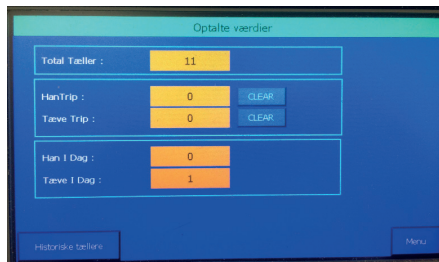 Optalte værdier
Total Tæller : 11
HanTrip : 0 CLEAR
Tæve Trip : 0 CLEAR
Han I Dag : 0
Tæve I Dag : 1
Historiske tællere Menu